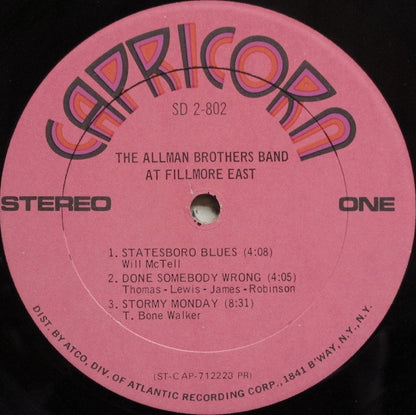 CAPRICORN
SD 2-802
THE ALLMAN BROTHERS BAND
AT FILLMORE EAST
STEREO
ONE
1. STATESBORO BLUES (4:08)
Will McTell
2. DONE SOMEBODY WRONG (4:05)
Thomas - Lewis - James - Robinson
3. STORMY MONDAY (8:31)
T. Bone Walker
(ST-CAP-712223 PR)
DIST. BY ATCO, DIV. OF ATLANTIC RECORDING CORP., 1841 B'WAY, N.Y., N.Y.